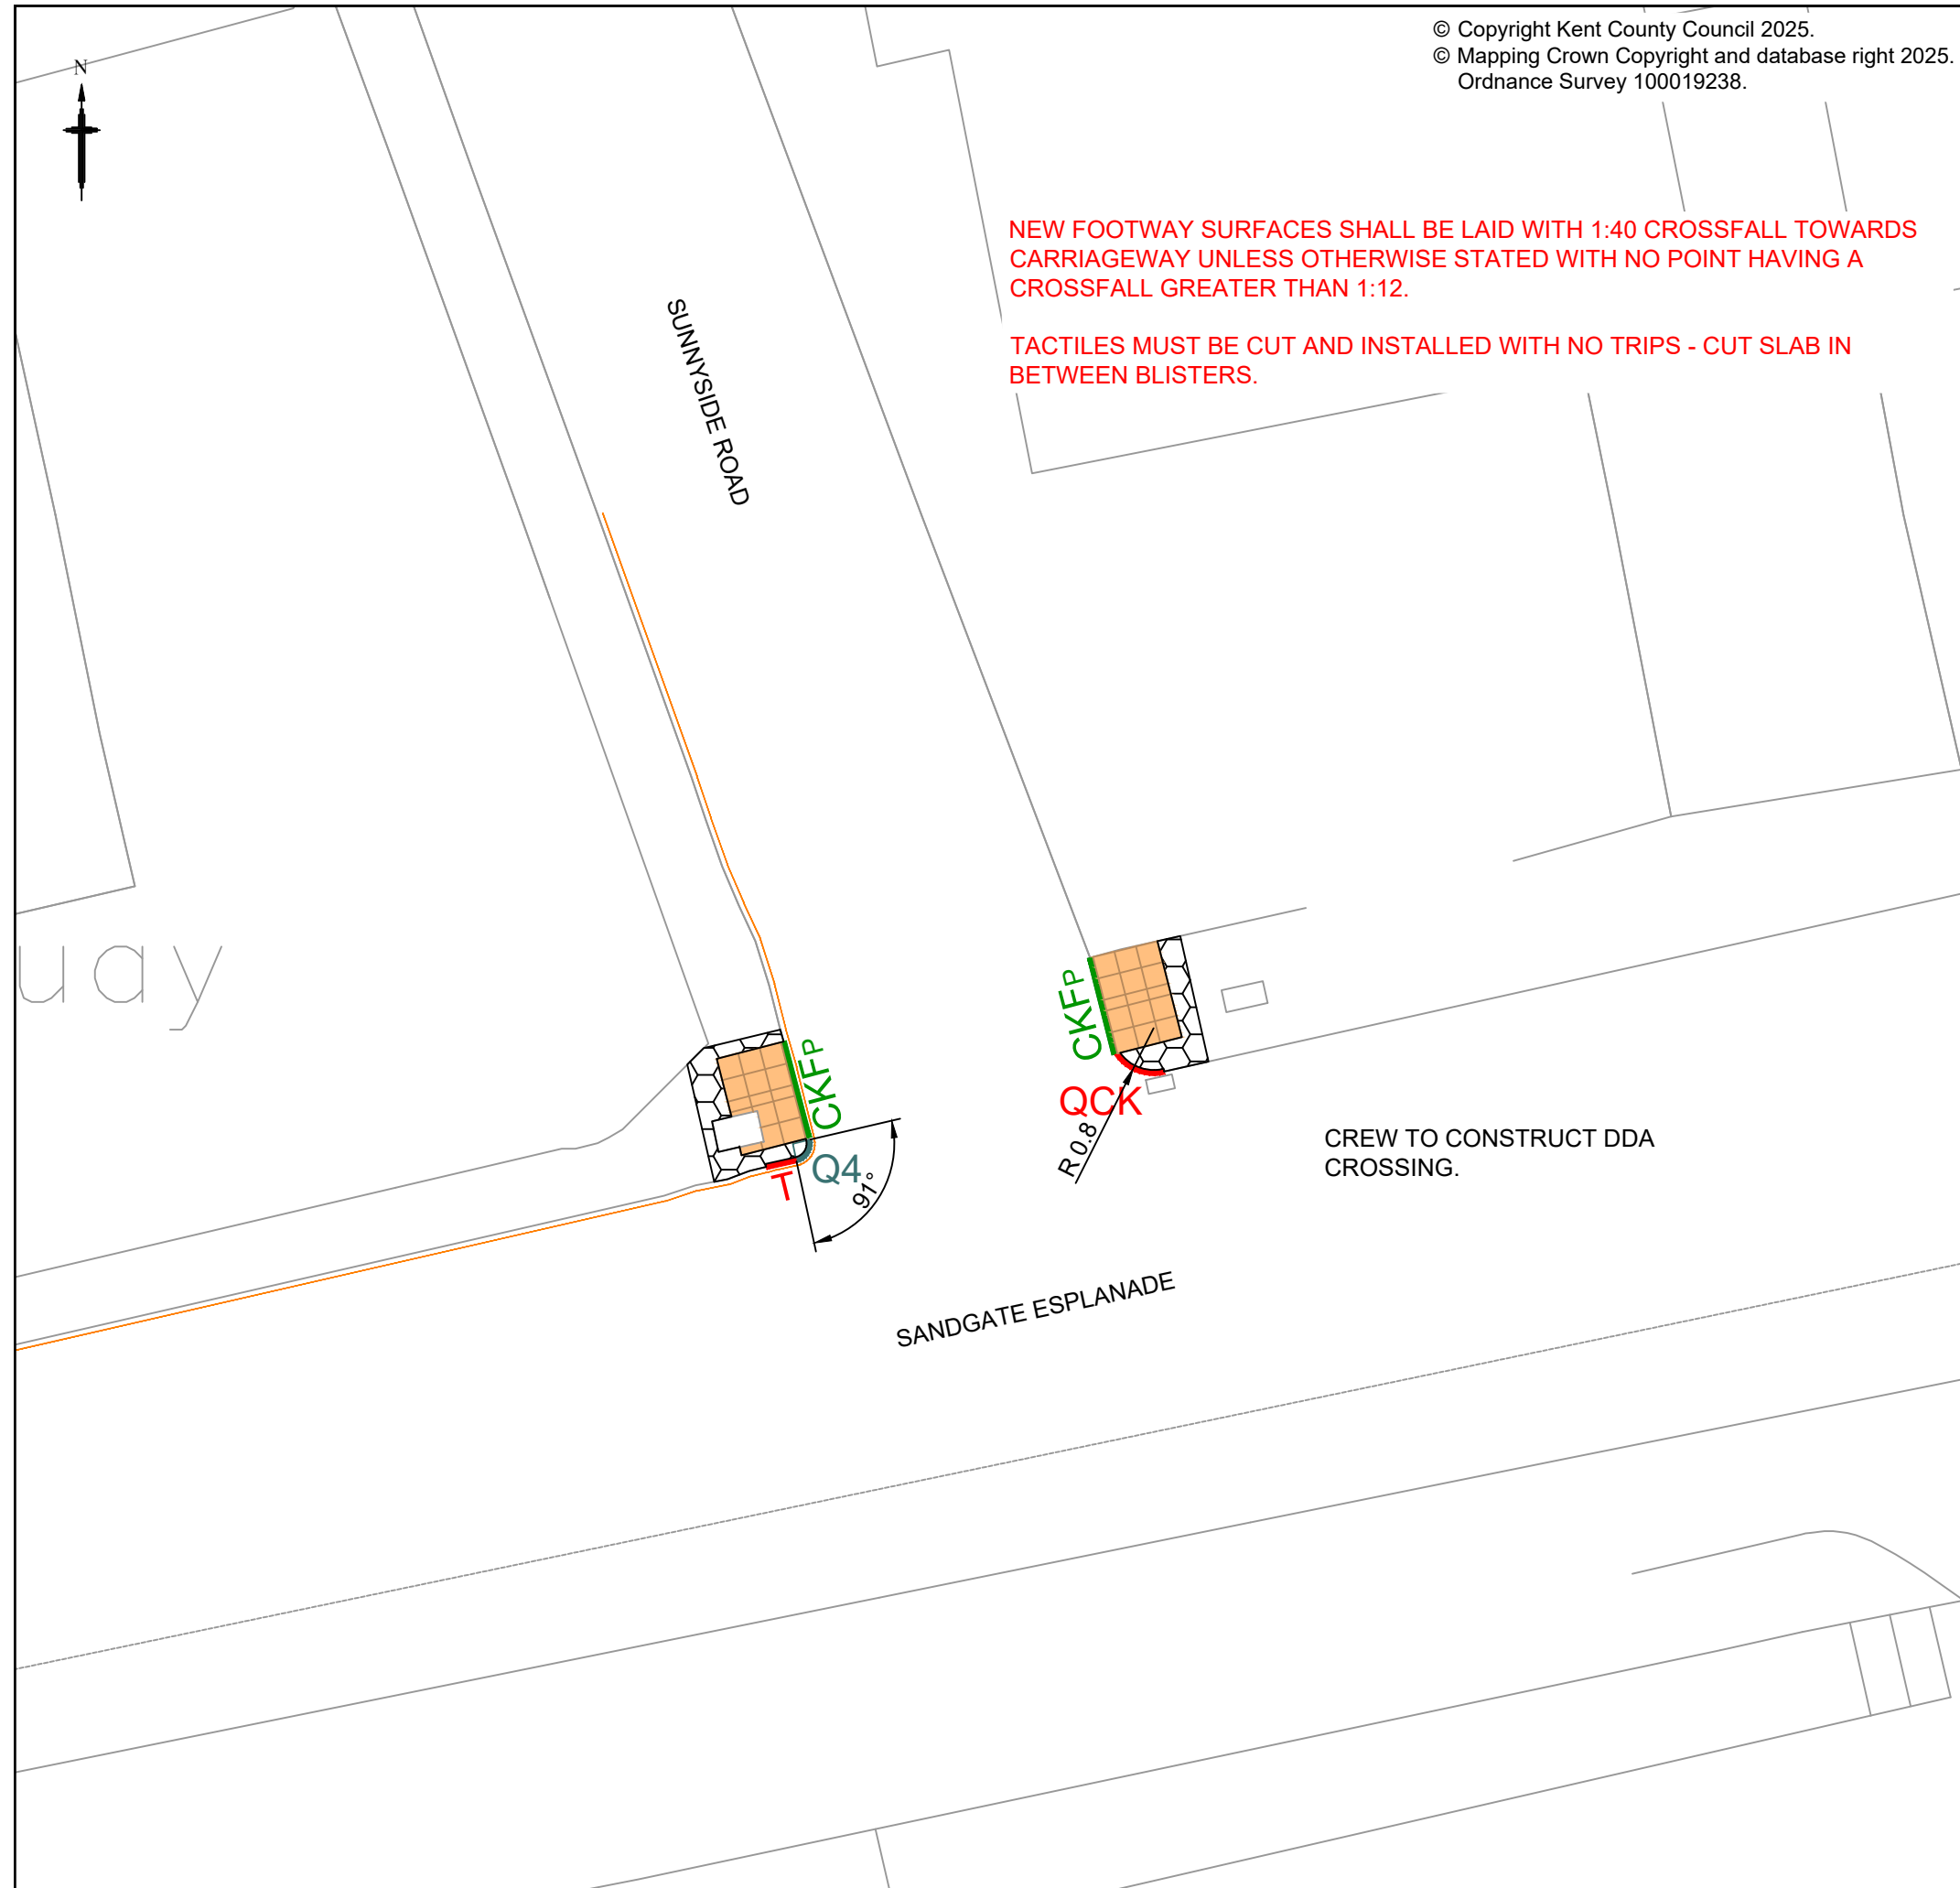 © Copyright Kent County Council 2025.
© Mapping Crown Copyright and database right 2025.
Ordnance Survey 100019238.
N
NEW FOOTWAY SURFACES SHALL BE LAID WITH 1:40 CROSSFALL TOWARDS
CARRIAGEWAY UNLESS OTHERWISE STATED WITH NO POINT HAVING A
CROSSFALL GREATER THAN 1:12.
TACTILES MUST BE CUT AND INSTALLED WITH NO TRIPS - CUT SLAB IN
BETWEEN BLISTERS.
SUNNYSIDE ROAD
uay
CKFP
CKFP
QCK
R 0.8
Q4
T
91°
CREW TO CONSTRUCT DDA
CROSSING.
SANDGATE ESPLANADE